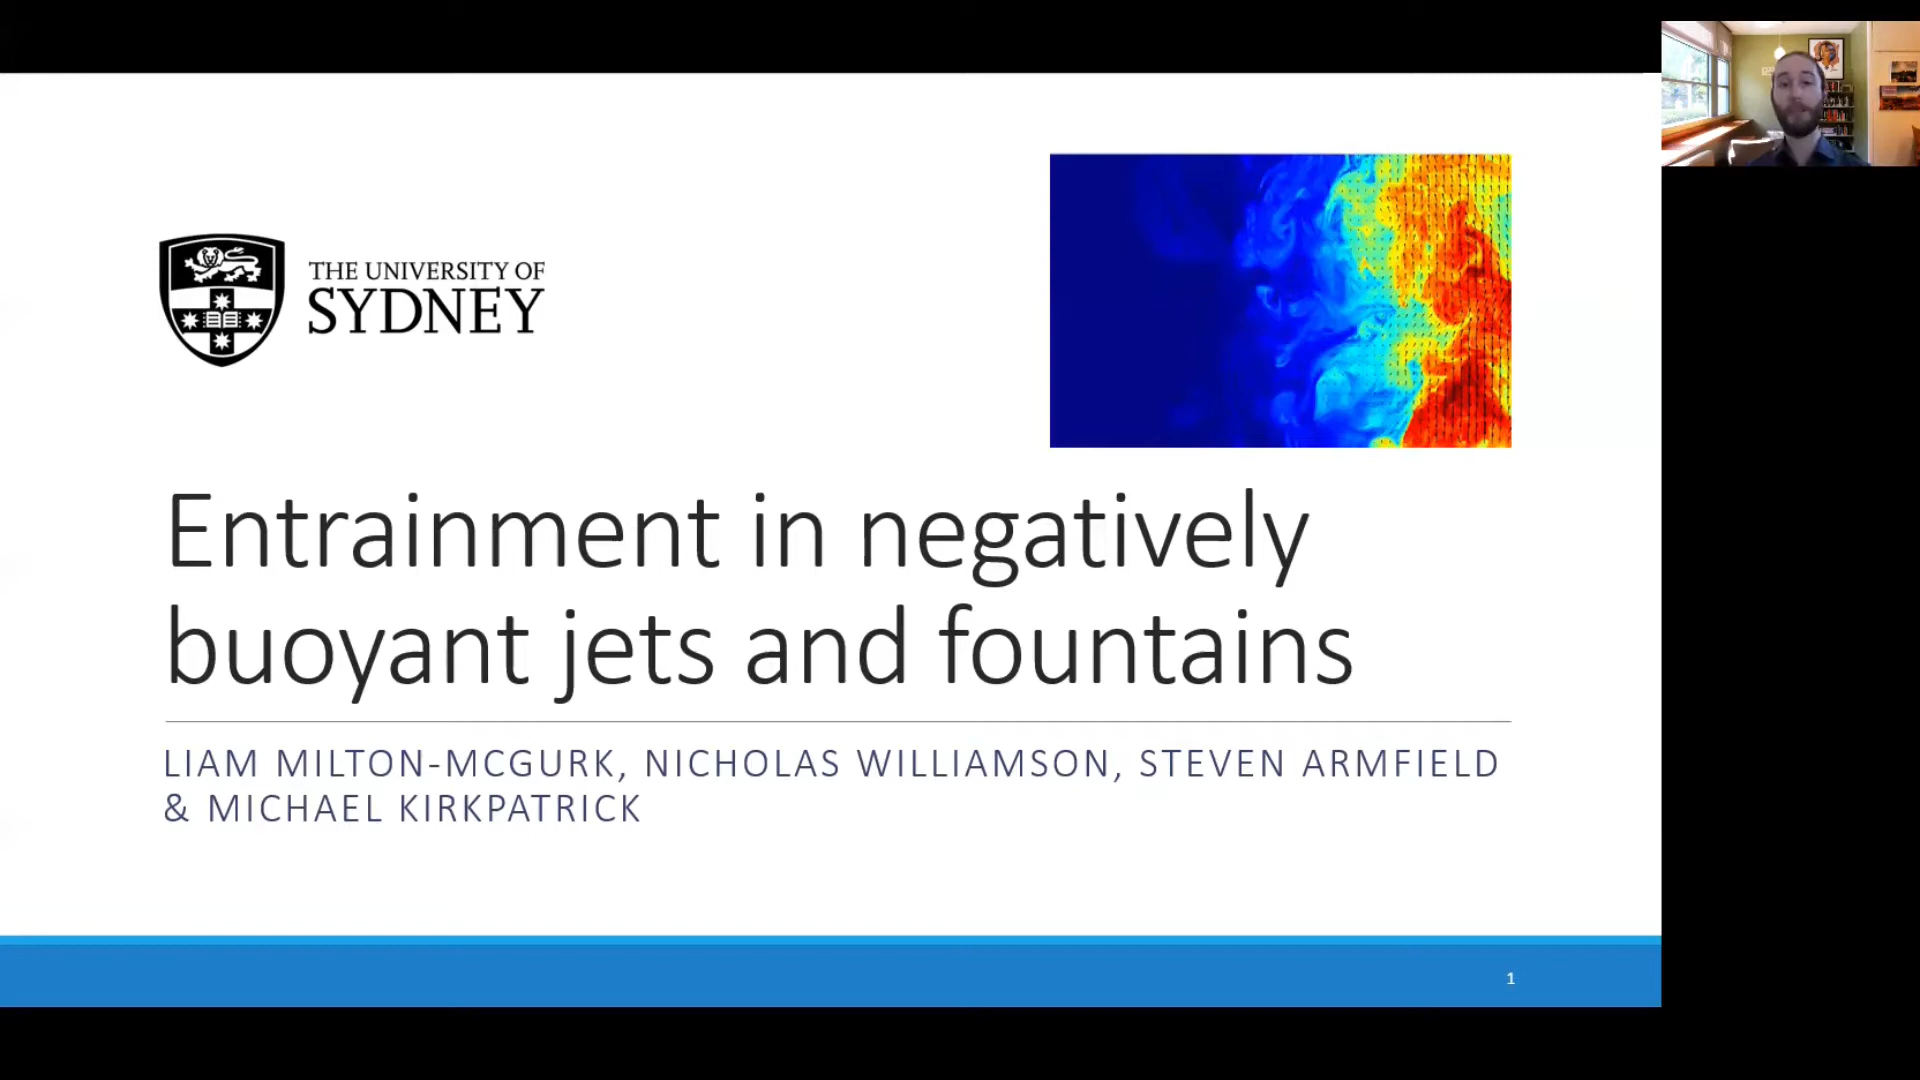 THE UNIVERSITY OF
SYDNEY
Entrainment in negatively
buoyant jets and fountains
LIAM MILTON-MCGURK, NICHOLAS WILLIAMSON, STEVEN ARMFIELD
& MICHAEL KIRKPATRICK
1